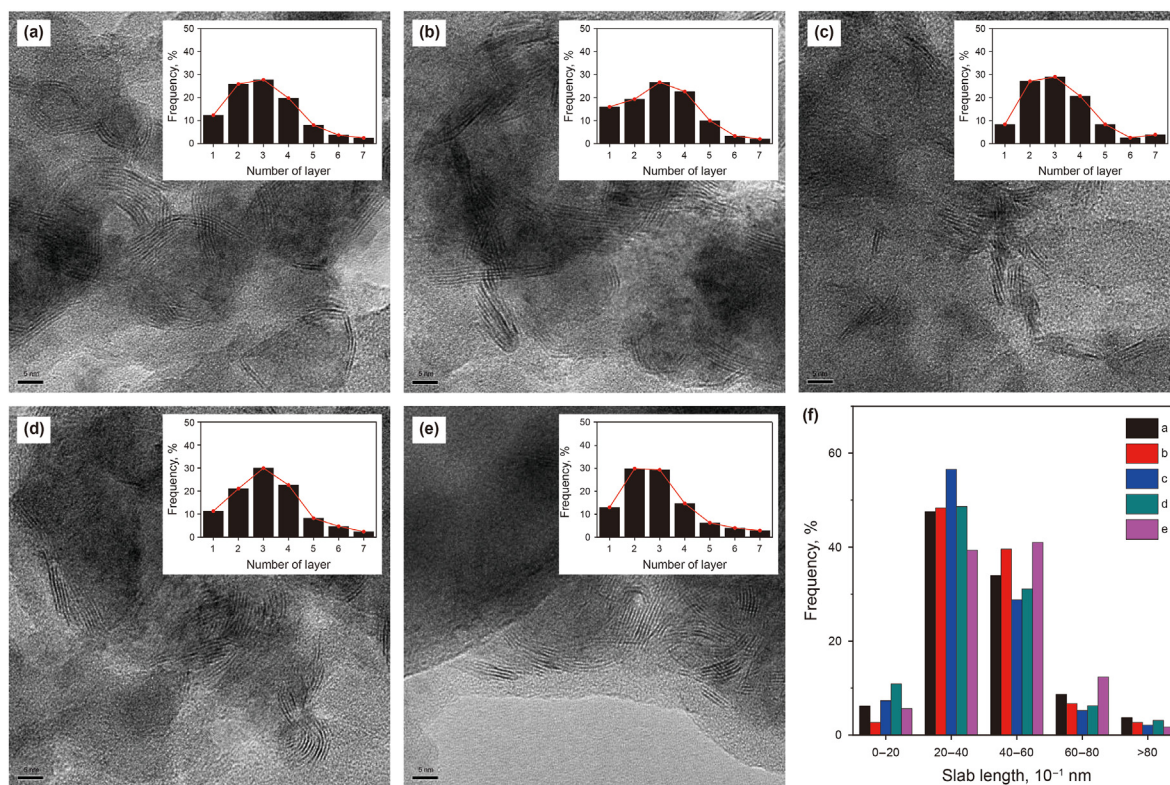 (a)
50
40
30
20
10
0
Frequency, %
1 2 3 4 5 6 7
Number of layer
5 nm
(b)
50
40
30
20
10
0
Frequency, %
1 2 3 4 5 6 7
Number of layer
5 nm
(c)
50
40
30
20
10
0
Frequency, %
1 2 3 4 5 6 7
Number of layer
5 nm
(d)
50
40
30
20
10
0
Frequency, %
1 2 3 4 5 6 7
Number of layer
5 nm
(e)
50
40
30
20
10
0
Frequency, %
1 2 3 4 5 6 7
Number of layer
5 nm
(f)
a
b
c
d
e
60
40
20
0
Frequency, %
0–20 20–40 40–60 60–80 >80
Slab length, 10⁻¹ nm